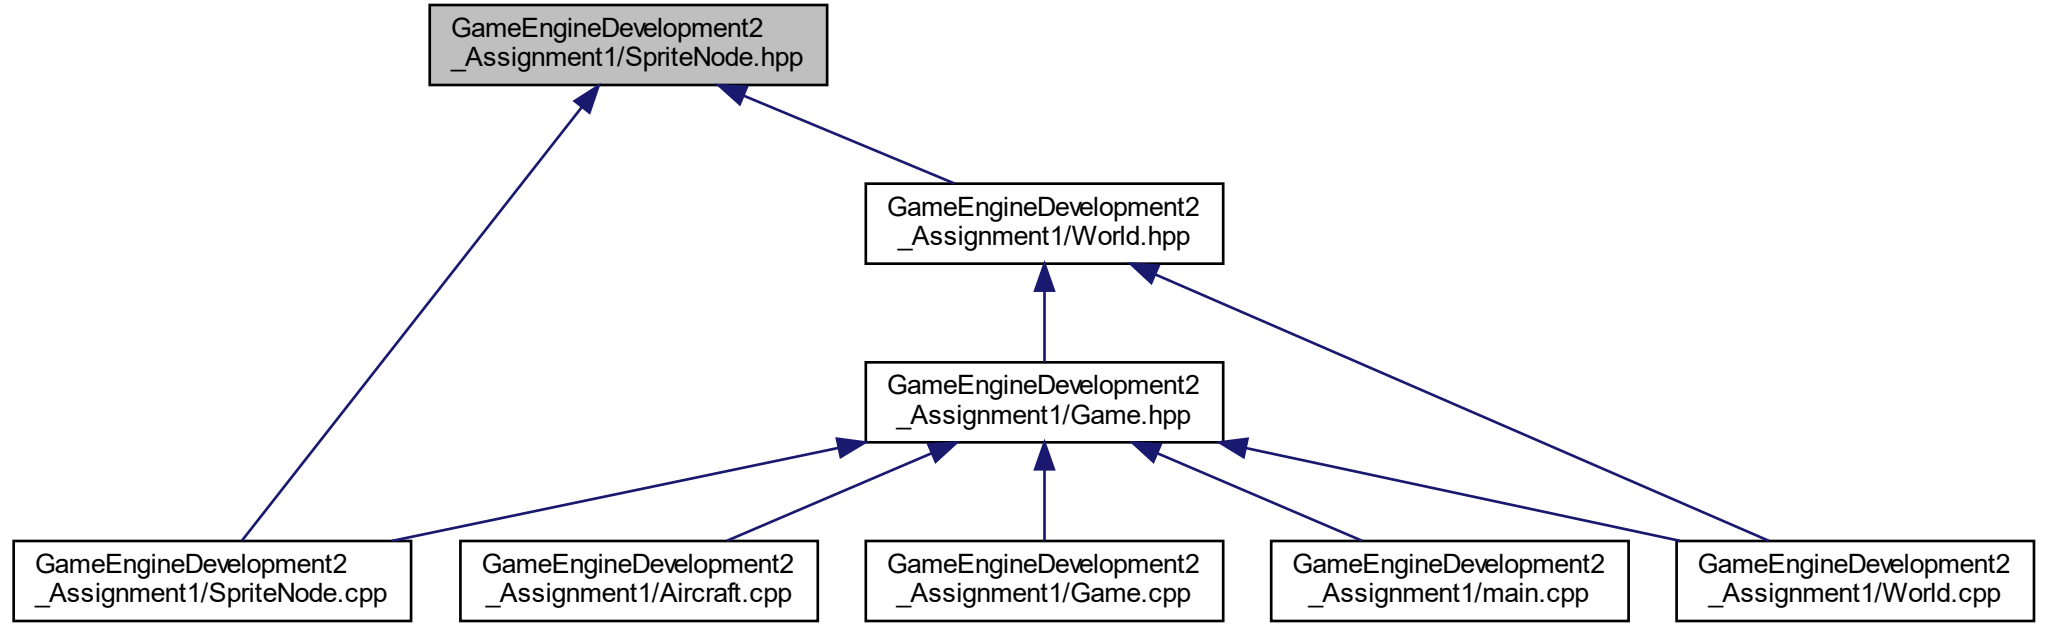 GameEngineDevelopment2
_Assignment1/SpriteNode.hpp
GameEngineDevelopment2
_Assignment1/World.hpp
GameEngineDevelopment2
_Assignment1/Game.hpp
GameEngineDevelopment2
_Assignment1/SpriteNode.cpp
GameEngineDevelopment2
_Assignment1/Aircraft.cpp
GameEngineDevelopment2
_Assignment1/Game.cpp
GameEngineDevelopment2
_Assignment1/main.cpp
GameEngineDevelopment2
_Assignment1/World.cpp